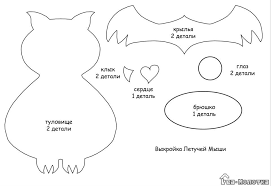 крылья
2 детали
клык
2 детали
глаз
2 детали
сердце
1 деталь
брюшко
1 деталь
туловище
2 детали
Выкройка Летучей Мыши